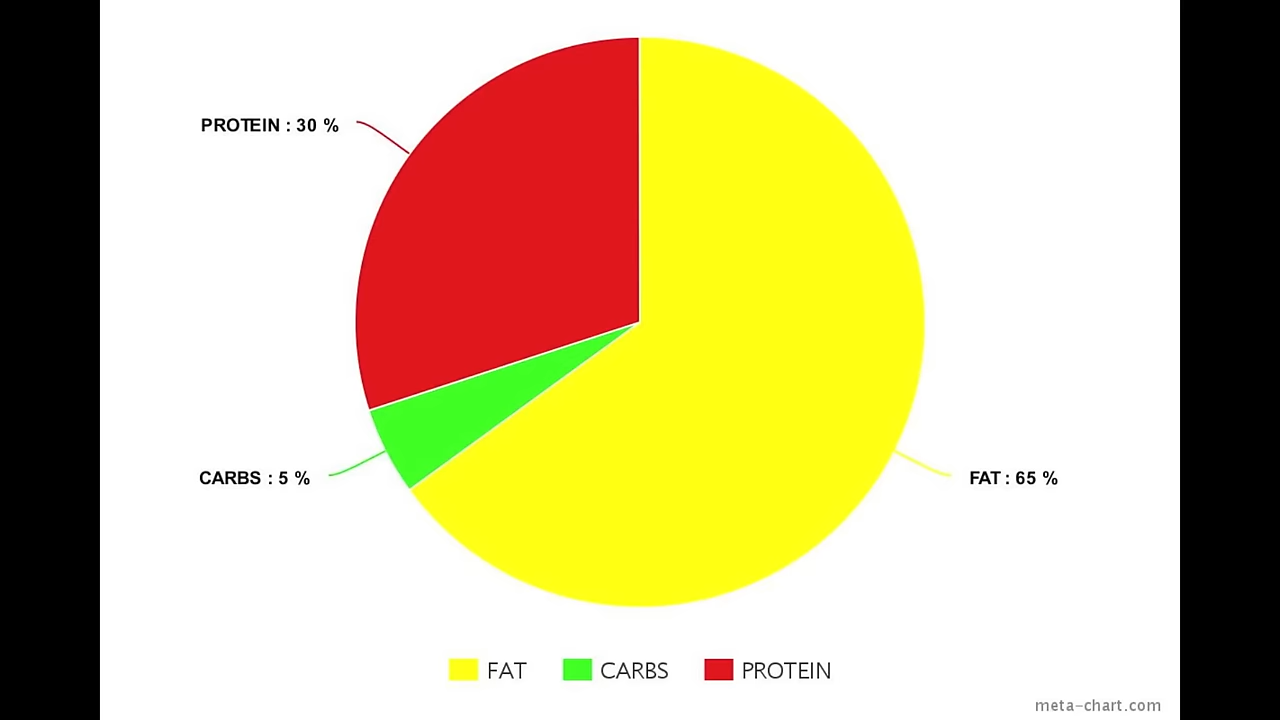 PROTEIN : 30 %
CARBS : 5 %
FAT : 65 %
FAT
CARBS
PROTEIN
meta-chart.com